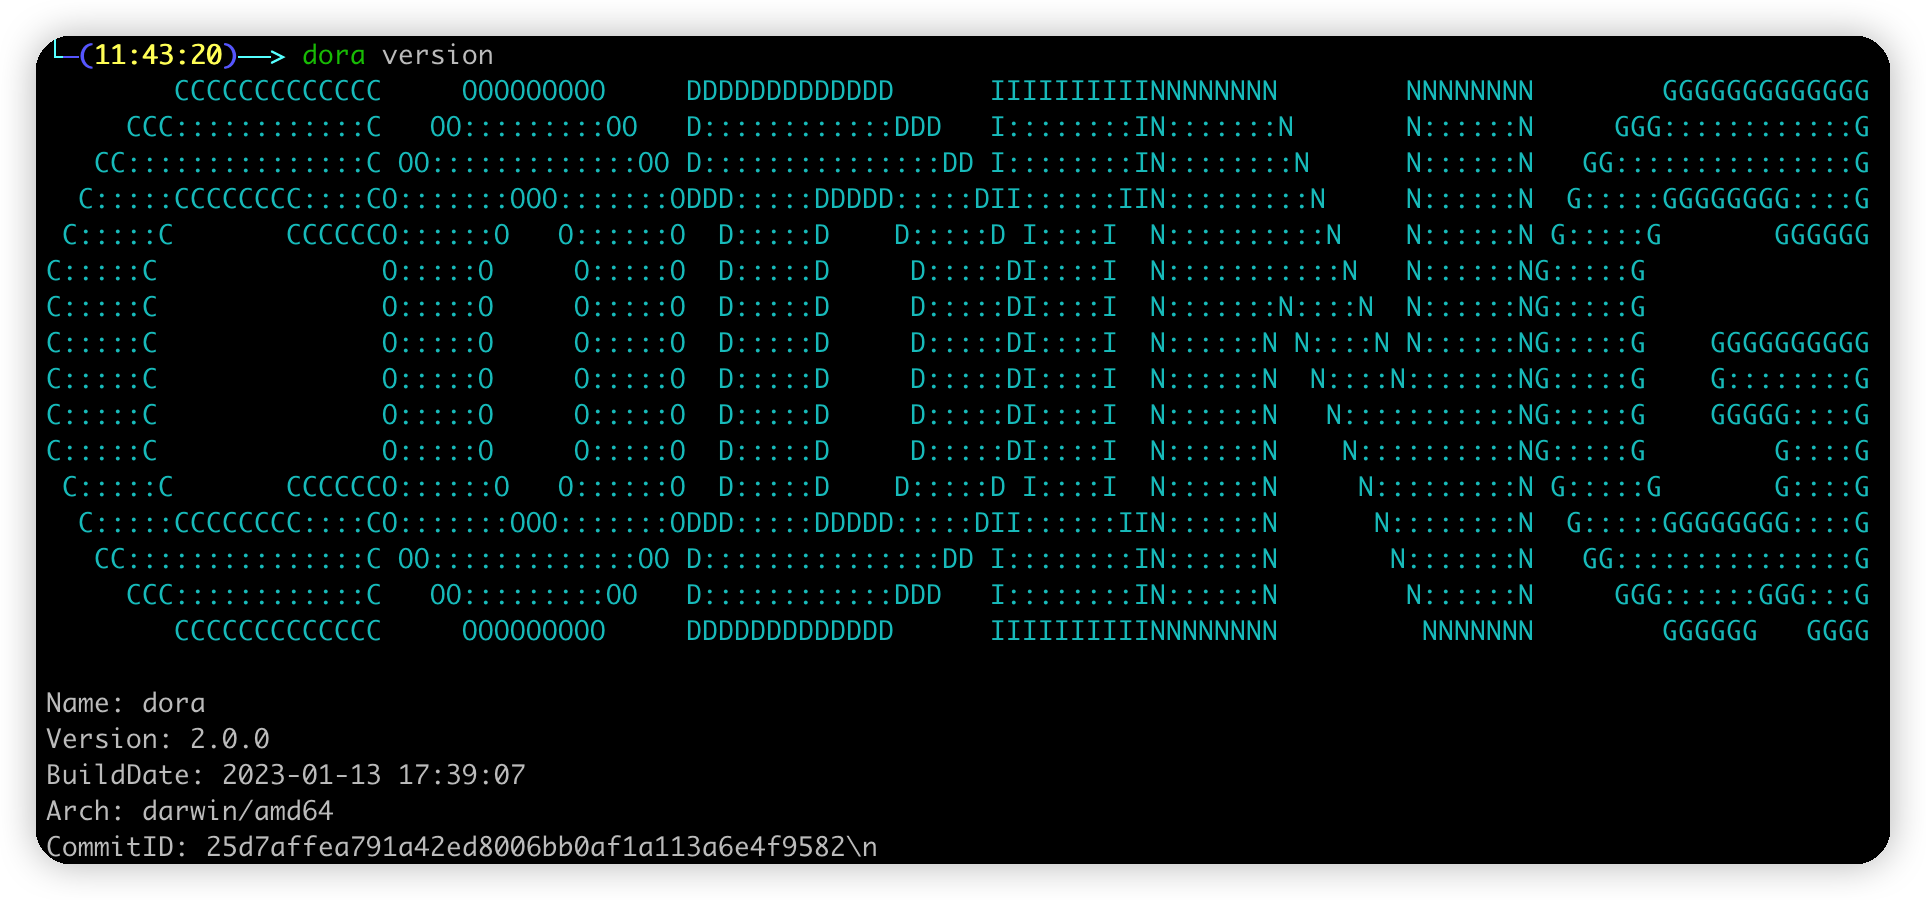 └─(11:43:20)──> dora version
        CCCCCCCCCCCCC     OOOOOOOOO     DDDDDDDDDDDDD      IIIIIIIIIINNNNNNNN        NNNNNNNN        GGGGGGGGGGGGG
     CCC::::::::::::C   OO:::::::::OO   D::::::::::::DDD   I::::::::IN:::::::N       N::::::N     GGG::::::::::::G
   CC:::::::::::::::C OO:::::::::::::OO D:::::::::::::::DD I::::::::IN::::::::N      N::::::N   GG:::::::::::::::G
  C:::::CCCCCCCC::::CO:::::::OOO:::::::ODDD:::::DDDDD:::::DII::::::IIN:::::::::N     N::::::N  G:::::GGGGGGGG::::G
 C:::::C       CCCCCCCO::::::O   O::::::O  D:::::D    D:::::D I::::I  N::::::::::N    N::::::N G:::::G       GGGGGG
C:::::C              O:::::O     O:::::O  D:::::D     D:::::DI::::I  N:::::::::::N   N::::::NG:::::G
C:::::C              O:::::O     O:::::O  D:::::D     D:::::DI::::I  N:::::::N::::N  N::::::NG:::::G
C:::::C              O:::::O     O:::::O  D:::::D     D:::::DI::::I  N::::::N N::::N N::::::NG:::::G    GGGGGGGGGG
C:::::C              O:::::O     O:::::O  D:::::D     D:::::DI::::I  N::::::N  N::::N:::::::NG:::::G    G::::::::G
C:::::C              O:::::O     O:::::O  D:::::D     D:::::DI::::I  N::::::N   N:::::::::::NG:::::G    GGGGG::::G
C:::::C              O:::::O     O:::::O  D:::::D     D:::::DI::::I  N::::::N    N::::::::::NG:::::G        G::::G
 C:::::C       CCCCCCCO::::::O   O::::::O  D:::::D    D:::::D I::::I  N::::::N     N:::::::::N G:::::G       G::::G
  C:::::CCCCCCCC::::CO:::::::OOO:::::::ODDD:::::DDDDD:::::DII::::::IIN::::::N      N::::::::N  G:::::GGGGGGGG::::G
   CC:::::::::::::::C OO:::::::::::::OO D:::::::::::::::DD I::::::::IN::::::N       N:::::::N   GG:::::::::::::::G
     CCC::::::::::::C   OO:::::::::OO   D::::::::::::DDD   I::::::::IN::::::N        N::::::N     GGG::::::GGG:::G
        CCCCCCCCCCCCC     OOOOOOOOO     DDDDDDDDDDDDD      IIIIIIIIIINNNNNNNN         NNNNNNN        GGGGGG   GGGG
Name: dora
Version: 2.0.0
BuildDate: 2023-01-13 17:39:07
Arch: darwin/amd64
CommitID: 25d7affea791a42ed8006bb0af1a113a6e4f9582\n